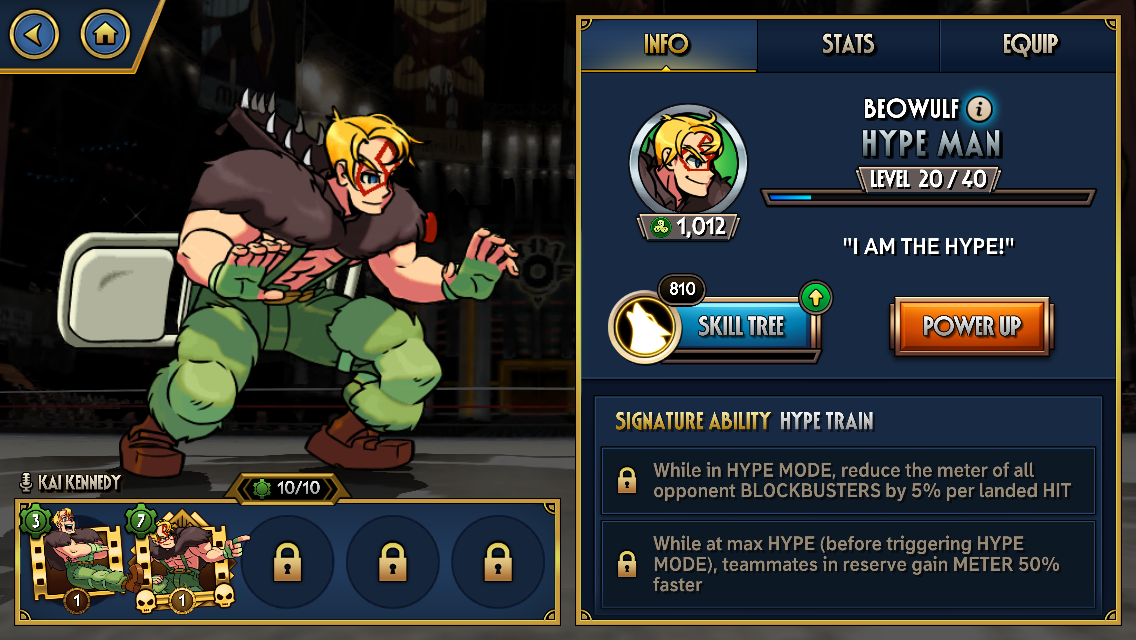 INFO
STATS
EQUIP
BEOWULF i
HYPE MAN
LEVEL 20 / 40
1,012
"I AM THE HYPE!"
810
SKILL TREE
POWER UP
SIGNATURE ABILITY HYPE TRAIN
While in HYPE MODE, reduce the meter of all
opponent BLOCKBUSTERS by 5% per landed HIT
While at max HYPE (before triggering HYPE
MODE), teammates in reserve gain METER 50%
faster
KAI KENNEDY
10/10
3
7
1
1